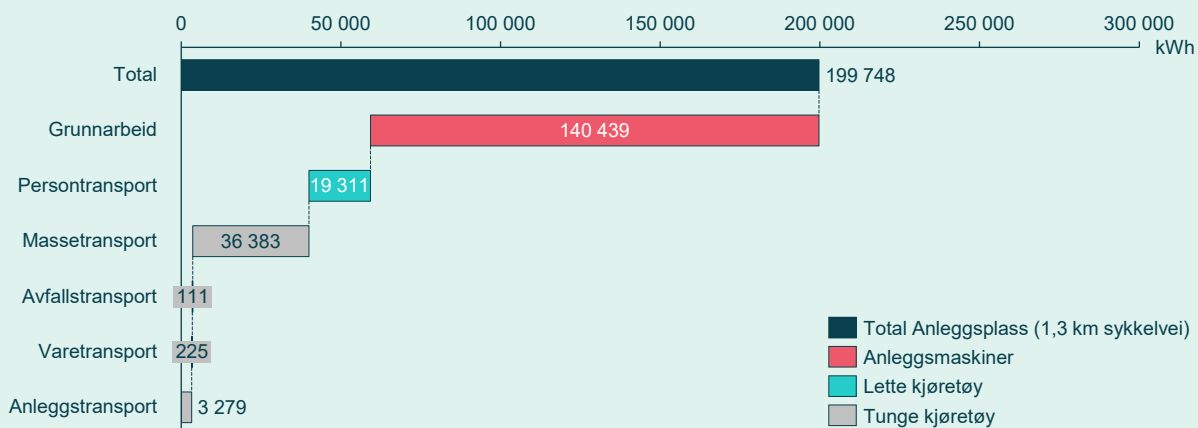 0 50 000 100 000 150 000 200 000 250 000 300 000
kWh
Total 199 748
Grunnarbeid 140 439
Persontransport 19 311
Massetransport 36 383
Avfallstransport 111
Varetransport 225
Anleggstransport 3 279
Total Anleggsplass (1,3 km sykkelvei)
Anleggsmaskiner
Lette kjøretøy
Tunge kjøretøy